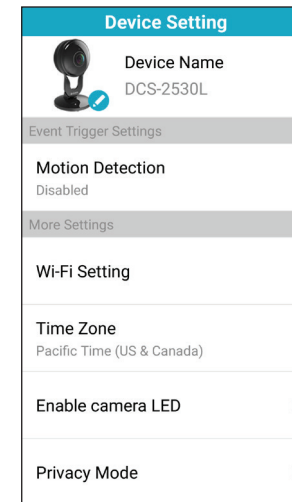 Device Setting
Device Name
DCS-2530L
Event Trigger Settings
Motion Detection
Disabled
More Settings
Wi-Fi Setting
Time Zone
Pacific Time (US & Canada)
Enable camera LED
Privacy Mode